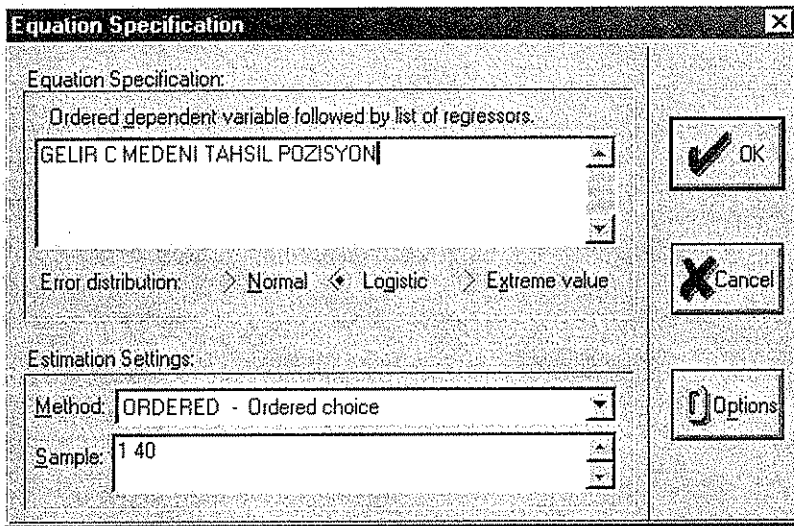 Equation Specification
Equation Specification:
Ordered dependent variable followed by list of regressors.
GELIR C MEDENI TAHSIL POZISYON
Error distribution: Normal Logistic Extreme value
OK
Cancel
Estimation Settings:
Method: ORDERED - Ordered choice
Options
Sample: 1 40